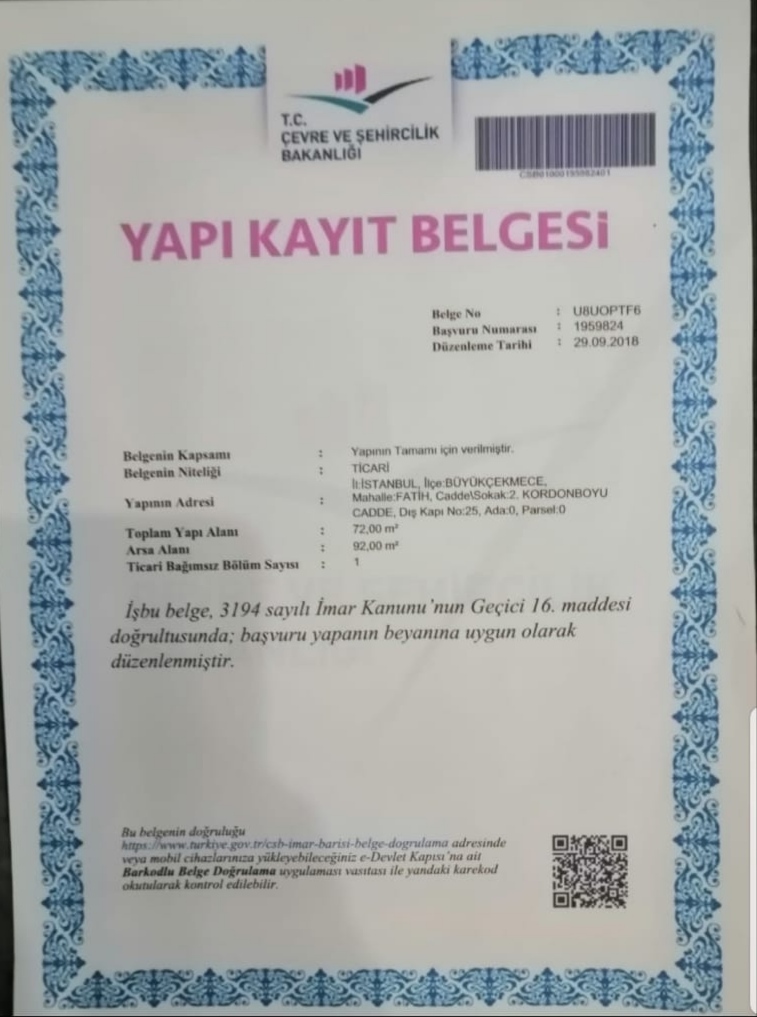 T.C.
ÇEVRE VE ŞEHİRCİLİK
BAKANLIĞI
YAPI KAYIT BELGESİ
Belge No : U8UOPTF6
Başvuru Numarası : 1959824
Düzenleme Tarihi : 29.09.2018
Belgenin Kapsamı : Yapının Tamamı için verilmiştir.
Belgenin Niteliği : TİCARİ
Yapının Adresi : İl:İSTANBUL, İlçe:BÜYÜKÇEKMECE,
Mahalle:FATİH, Cadde\Sokak:2. KORDONBOYU
CADDE, Dış Kapı No:25, Ada:0, Parsel:0
Toplam Yapı Alanı : 72,00 m²
Arsa Alanı : 92,00 m²
Ticari Bağımsız Bölüm Sayısı : 1
İşbu belge, 3194 sayılı İmar Kanunu'nun Geçici 16. maddesi
doğrultusunda; başvuru yapanın beyanına uygun olarak
düzenlenmiştir.
Bu belgenin doğruluğu
https://www.turkiye.gov.tr/csb-imar-barisi-belge-dogrulama adresinde
veya mobil cihazlarınıza yükleyebileceğiniz e-Devlet Kapısı'na ait
Barkodlu Belge Doğrulama uygulaması vasıtası ile yandaki karekod
okutularak kontrol edilebilir.